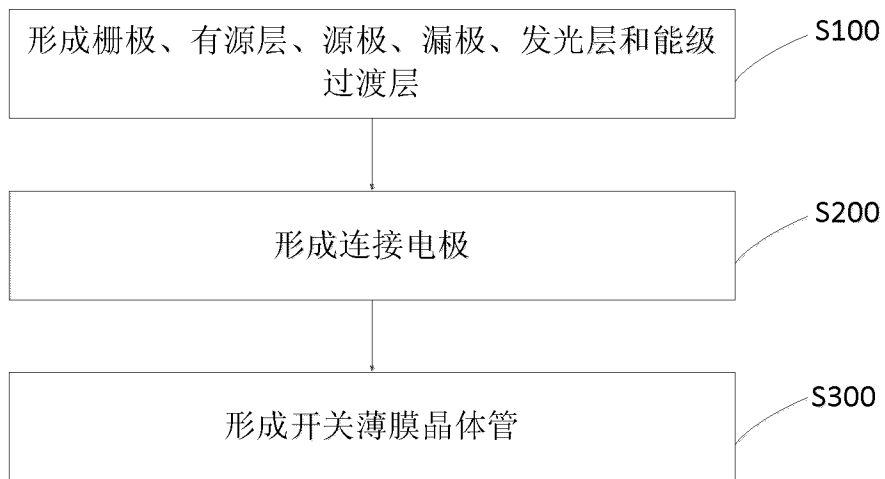 形成栅极、有源层、源极、漏极、发光层和能级
过渡层
S100
形成连接电极
S200
形成开关薄膜晶体管
S300